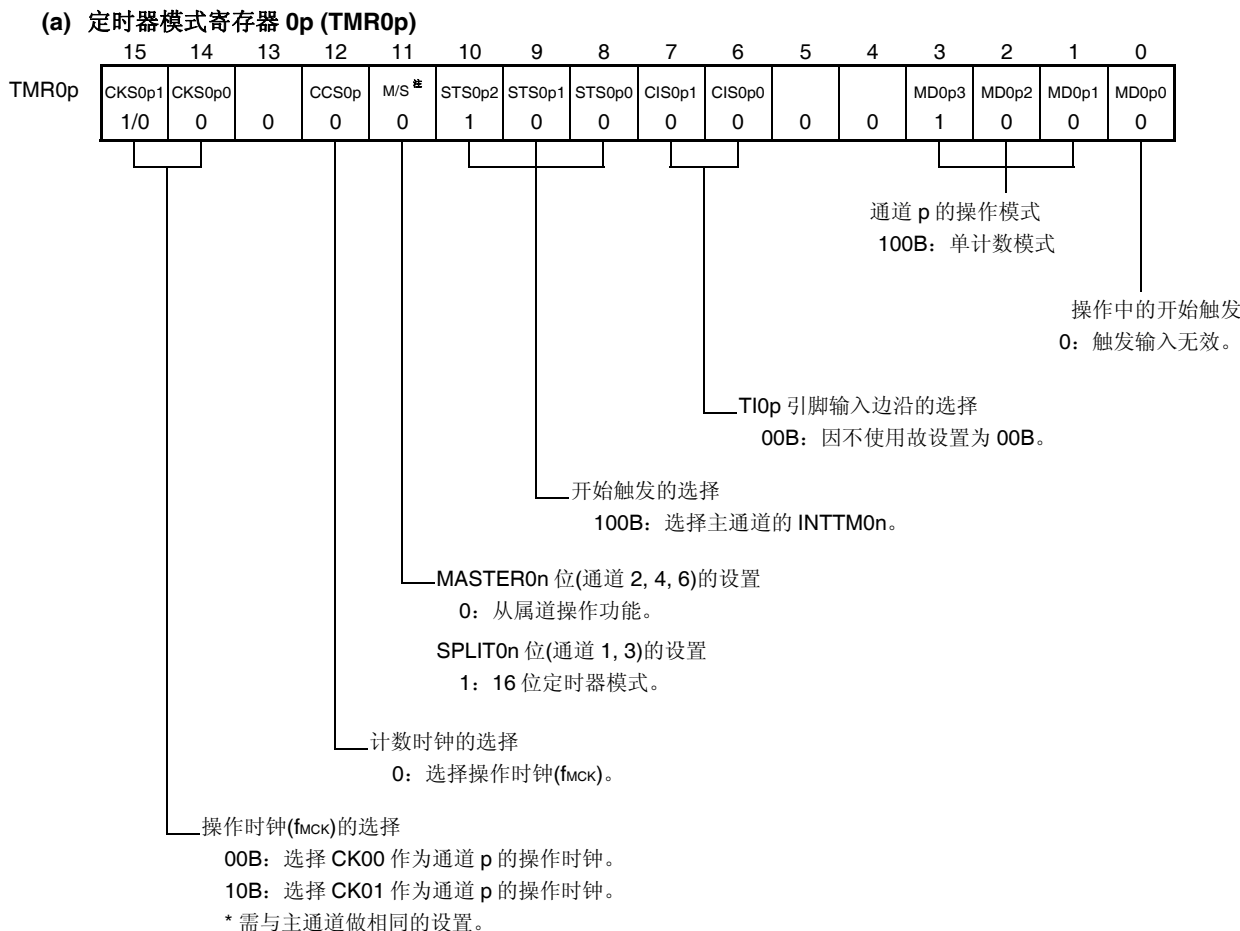 (a) 定时器模式寄存器 0p (TMR0p)
15 14 13 12 11 10 9 8 7 6 5 4 3 2 1 0
TMR0p CKS0p1 CKS0p0 CCS0p M/S 注 STS0p2 STS0p1 STS0p0 CIS0p1 CIS0p0 MD0p3 MD0p2 MD0p1 MD0p0
1/0 0 0 0 0 1 0 0 0 0 0 0 1 0 0 0
通道 p 的操作模式
100B：单计数模式
操作中的开始触发
0：触发输入无效。
TI0p 引脚输入边沿的选择
00B：因不使用故设置为 00B。
开始触发的选择
100B：选择主通道的 INTTM0n。
MASTER0n 位(通道 2, 4, 6)的设置
0：从属道操作功能。
SPLIT0n 位(通道 1, 3)的设置
1：16 位定时器模式。
计数时钟的选择
0：选择操作时钟(fMCK)。
操作时钟(fMCK)的选择
00B：选择 CK00 作为通道 p 的操作时钟。
10B：选择 CK01 作为通道 p 的操作时钟。
* 需与主通道做相同的设置。